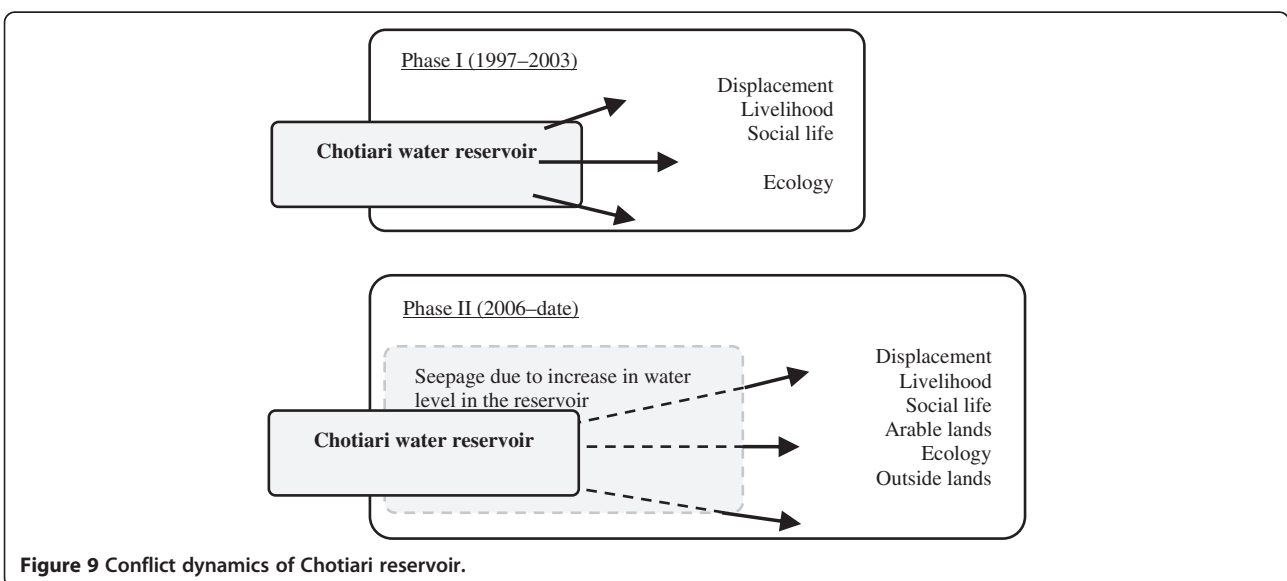 Phase I (1997–2003)
Displacement
Livelihood
Social life
Chotiari water reservoir
Ecology
Phase II (2006–date)
Seepage due to increase in water
level in the reservoir
Chotiari water reservoir
Displacement
Livelihood
Social life
Arable lands
Ecology
Outside lands
Figure 9 Conflict dynamics of Chotiari reservoir.